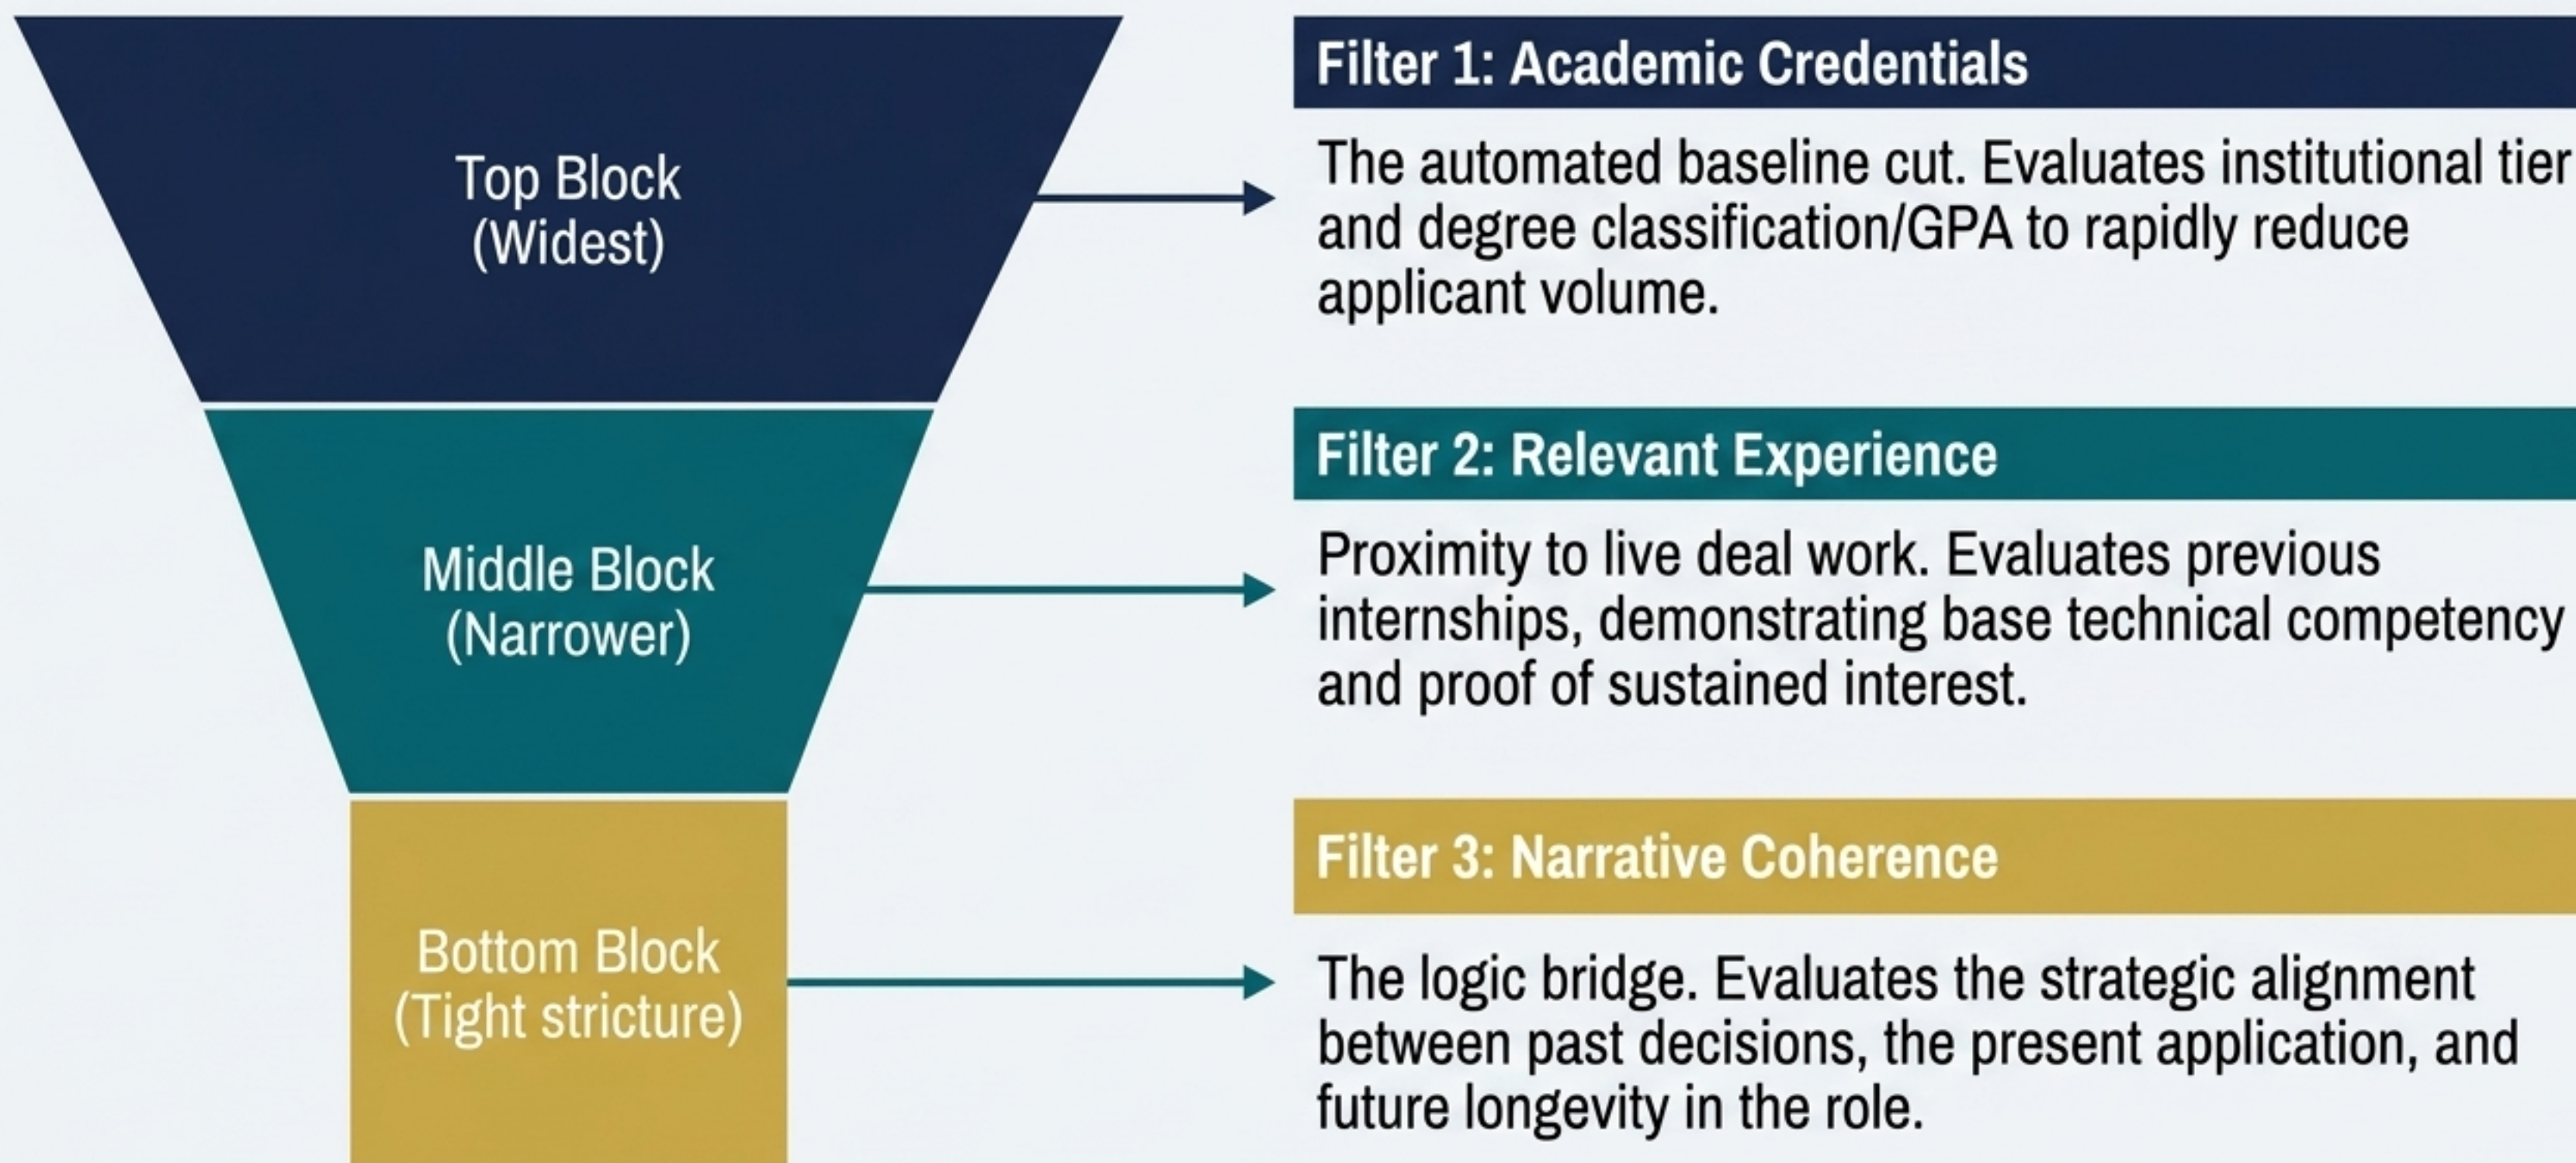 Top Block
(Widest)
Filter 1: Academic Credentials
The automated baseline cut. Evaluates institutional tier
and degree classification/GPA to rapidly reduce
applicant volume.
Middle Block
(Narrower)
Filter 2: Relevant Experience
Proximity to live deal work. Evaluates previous
internships, demonstrating base technical competency
and proof of sustained interest.
Bottom Block
(Tight stricture)
Filter 3: Narrative Coherence
The logic bridge. Evaluates the strategic alignment
between past decisions, the present application, and
future longevity in the role.